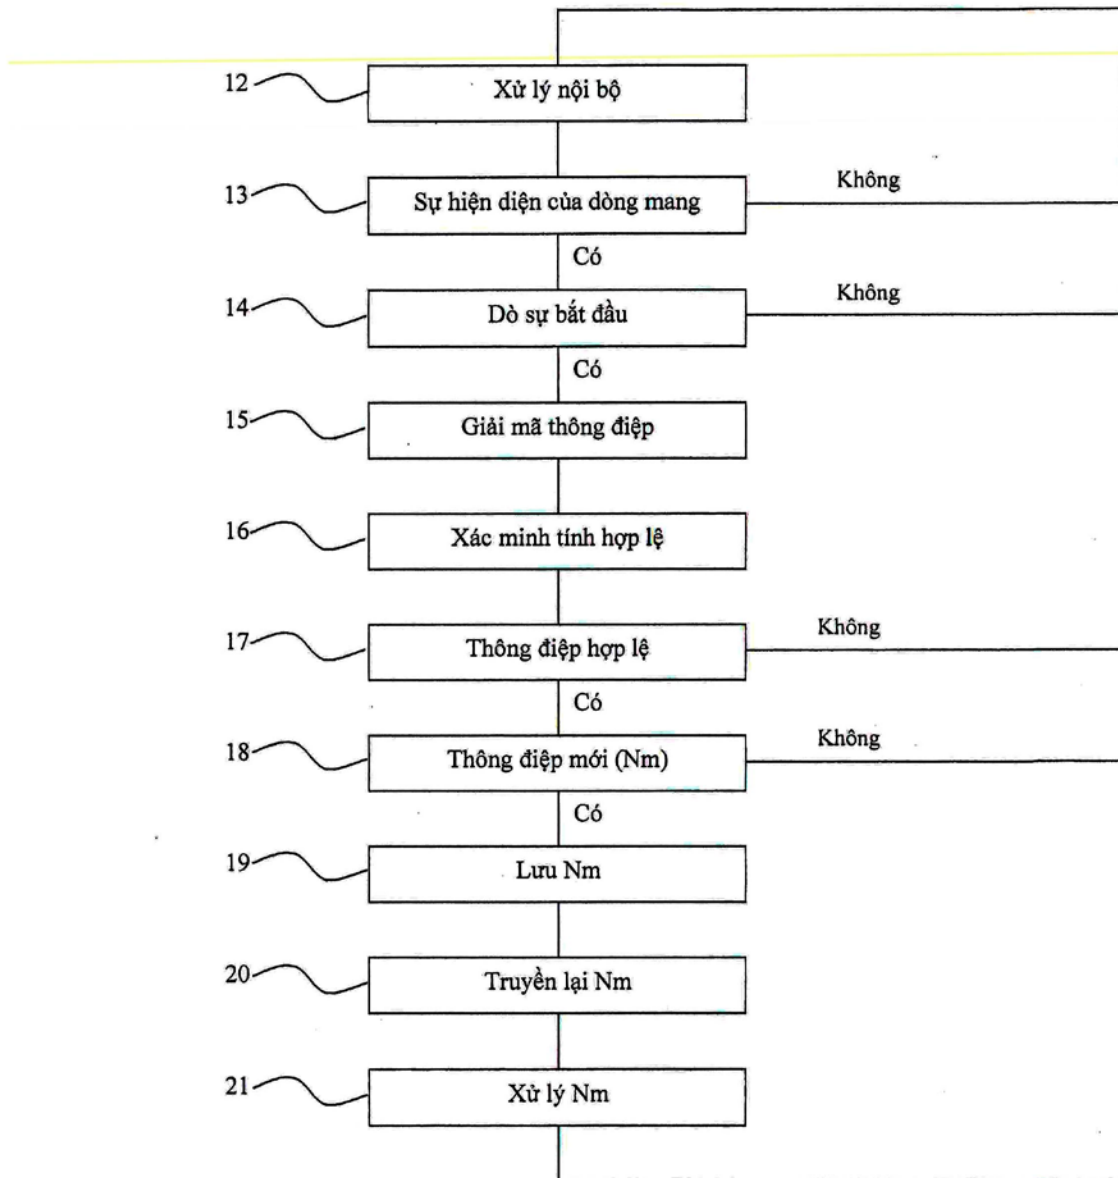 12 Xử lý nội bộ
13 Sự hiện diện của dòng mang Không
Có
14 Dò sự bắt đầu Không
Có
15 Giải mã thông điệp
16 Xác minh tính hợp lệ
17 Thông điệp hợp lệ Không
Có
18 Thông điệp mới (Nm) Không
Có
19 Lưu Nm
20 Truyền lại Nm
21 Xử lý Nm